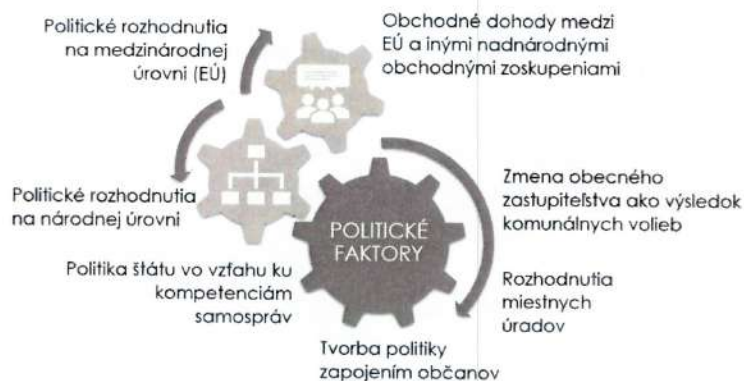 Politické rozhodnutia
na medzinárodnej
úrovni (EÚ)
Obchodné dohody medzi
EÚ a inými nadnárodnými
obchodnými zoskupeniami
Politické rozhodnutia
na národnej úrovni
POLITICKÉ
FAKTORY
Zmena obecného
zastupiteľstva ako výsledok
komunálnych volieb
Politika štátu vo vzťahu ku
kompetenciám
samospráv
Rozhodnutia
miestnych
úradov
Tvorba politiky
zapojením občanov